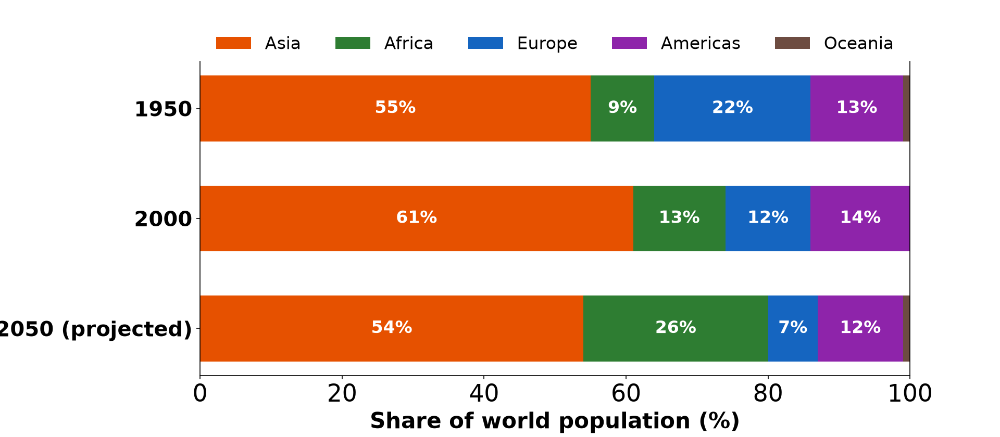 Asia Africa Europe Americas Oceania
1950 55% 9% 22% 13%
2000 61% 13% 12% 14%
2050 (projected) 54% 26% 7% 12%
0 20 40 60 80 100
Share of world population (%)